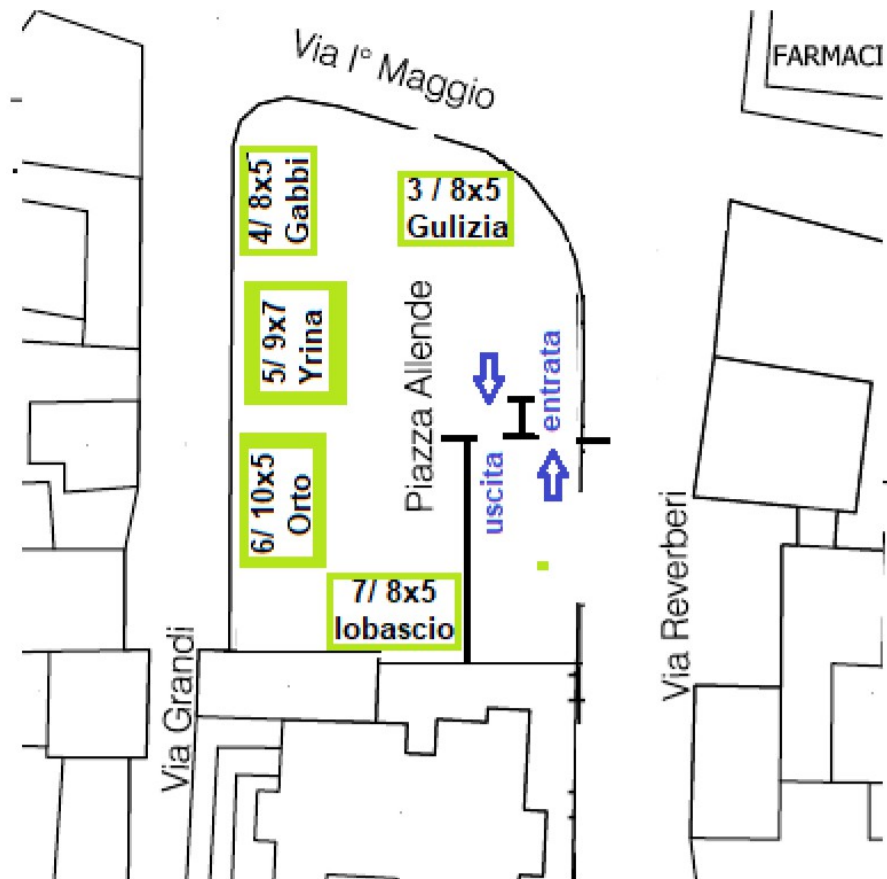 Via I° Maggio
FARMACI
4/ 8x5
Gabbi
3 / 8x5
Gulizia
5/ 9x7
Yrina
Piazza Allende
entrata
uscita
6/ 10x5
Orto
7/ 8x5
Iobascio
Via Reverberi
Via Grandi